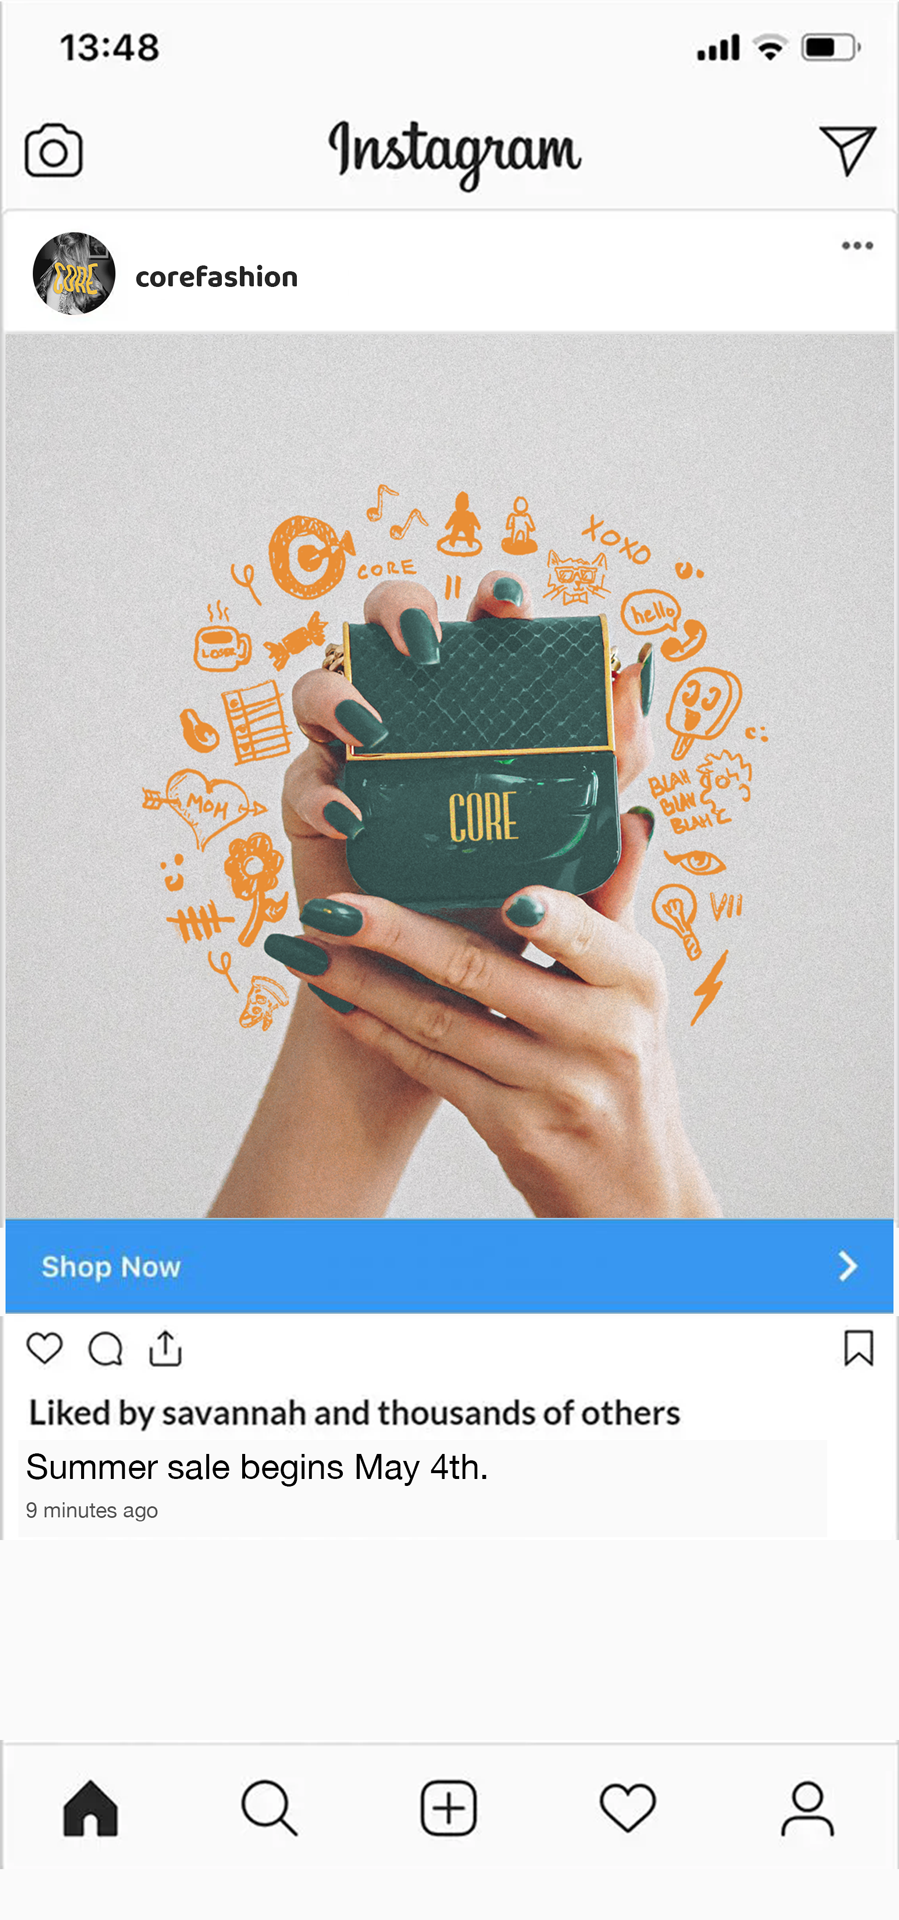 13:48
Instagram
CORE
corefashion
XOXO
CORE
hello
LOSER
MOM
BLAH
BLAH
BLAH
CORE
VII
Shop Now
Liked by savannah and thousands of others
Summer sale begins May 4th.
9 minutes ago